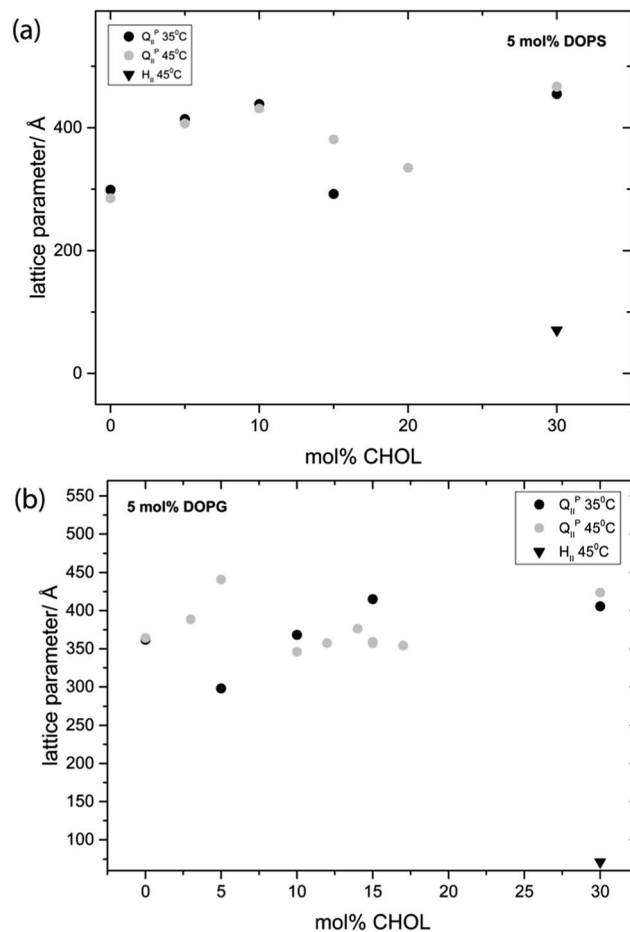 (a)
Q_II^P 35⁰C
Q_II^P 45⁰C
H_II 45⁰C
5 mol% DOPS
400
200
0
lattice parameter/ Å
0 10 20 30
mol% CHOL
(b)
5 mol% DOPG
Q_II^P 35⁰C
Q_II^P 45⁰C
H_II 45⁰C
550
500
450
400
350
300
250
200
150
100
lattice parameter/ Å
0 5 10 15 20 25 30
mol% CHOL